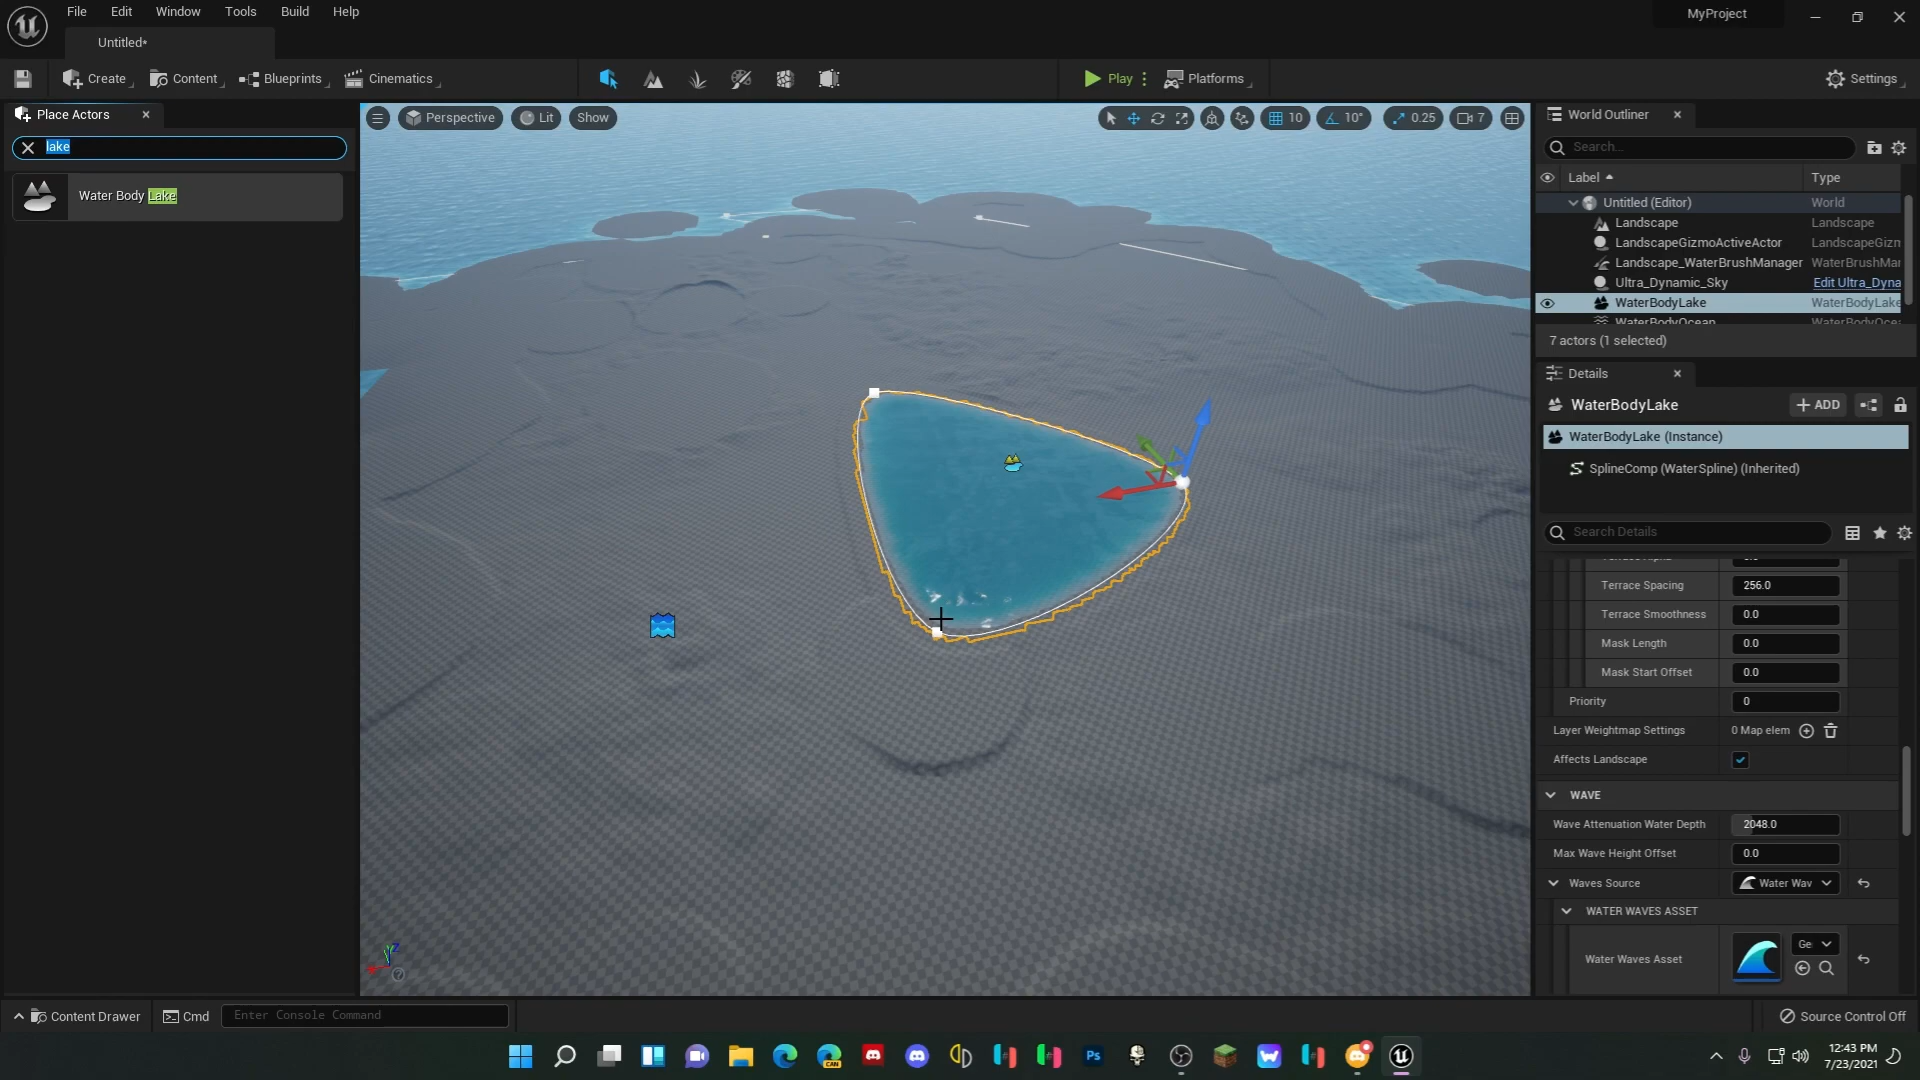 File Edit Window Tools Build Help
MyProject
Untitled*
Create Content Blueprints Cinematics
Play Platforms
Settings
Place Actors
lake
Water Body Lake
Perspective Lit Show
10 10° 0.25 7
World Outliner
Search...
Label Type
Untitled (Editor) World
Landscape Landscape
LandscapeGizmoActiveActor LandscapeGizm
Landscape_WaterBrushManager WaterBrushMa
Ultra_Dynamic_Sky Edit Ultra_Dyna
WaterBodyLake WaterBodyLake
WaterBodyOcean WaterBodyOce
7 actors (1 selected)
Details
WaterBodyLake
+ ADD
WaterBodyLake (Instance)
SplineComp (WaterSpline) (Inherited)
Search Details
Terrace Spacing 256.0
Terrace Smoothness 0.0
Mask Length 0.0
Mask Start Offset 0.0
Priority 0
Layer Weightmap Settings 0 Map elem
Affects Landscape
WAVE
Wave Attenuation Water Depth 2048.0
Max Wave Height Offset 0.0
Waves Source Water Wav
WATER WAVES ASSET
Water Waves Asset Ge
Content Drawer Cmd Enter Console Command
Source Control Off
CAN
Ps
12:43 PM
7/23/2021